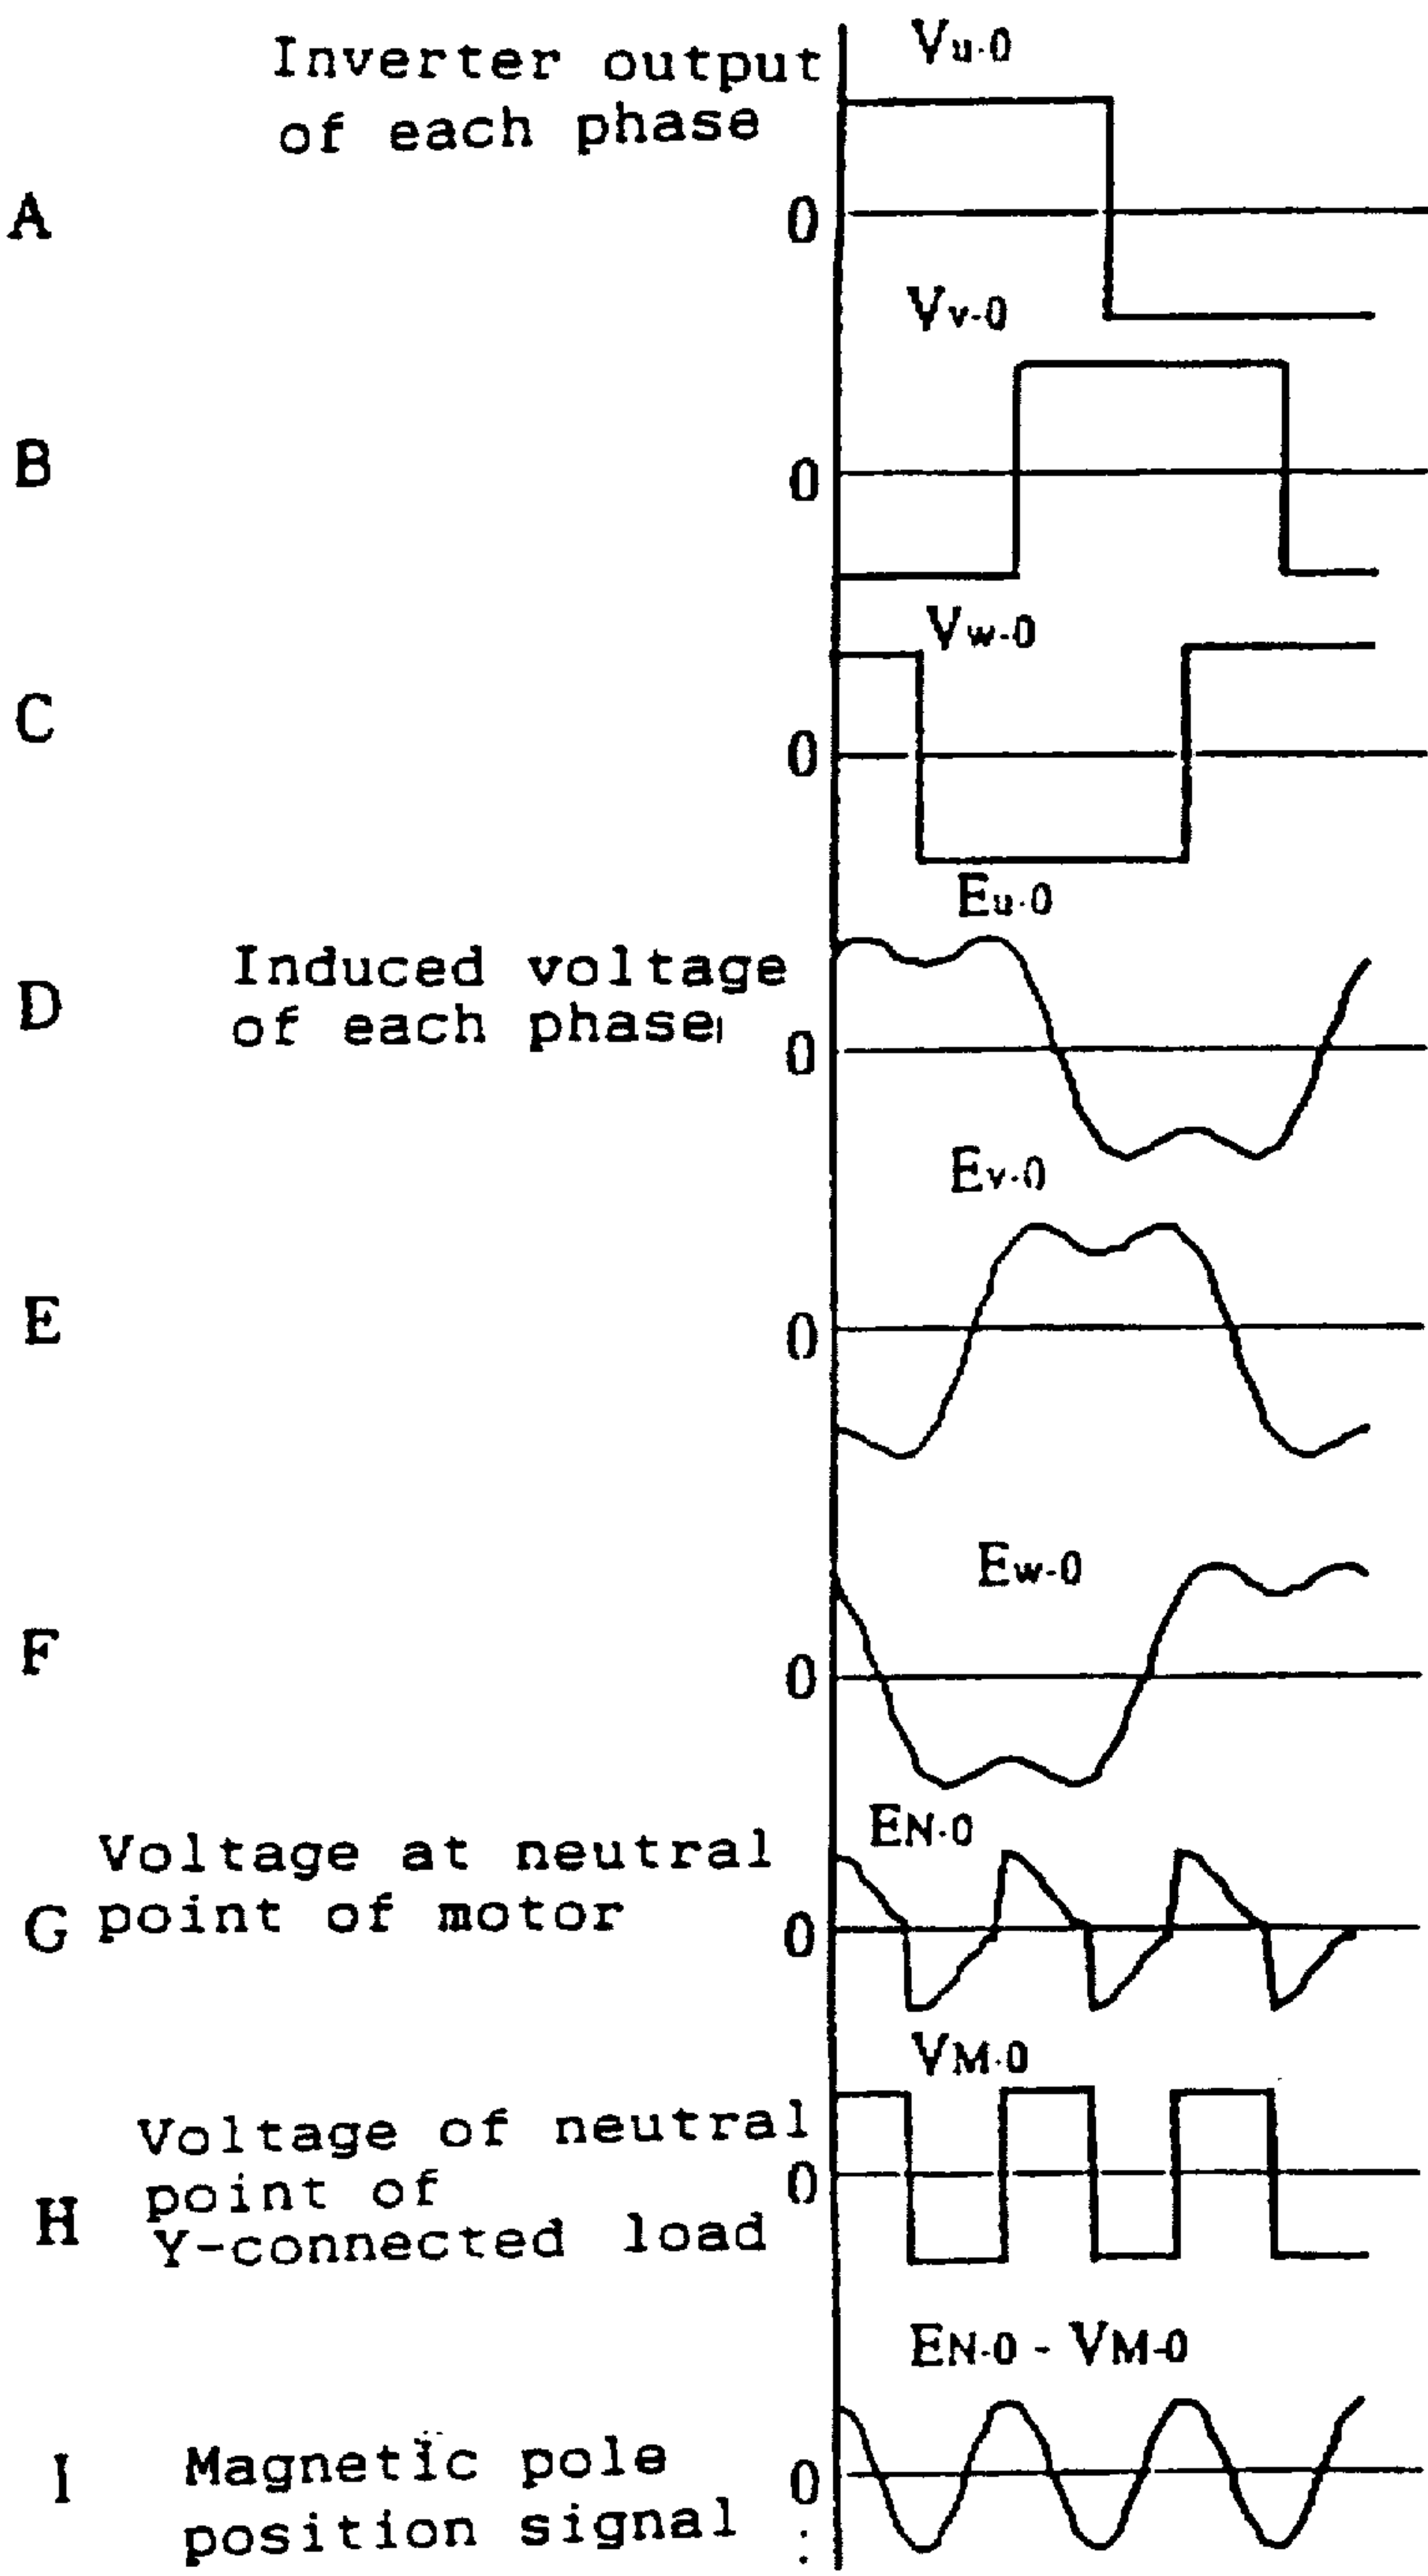 Vu-0
Inverter output
of each phase
A
0
Vv-0
B
0
Vw-0
C
0
Eu-0
Induced voltage
of each phase
D
0
Ev-0
E
0
Ew-0
F
0
EN-0
Voltage at neutral
point of motor
G
0
VM-0
Voltage of neutral
point of
Y-connected load
H
0
EN-0 - VM-0
I
Magnetic pole
position signal
0